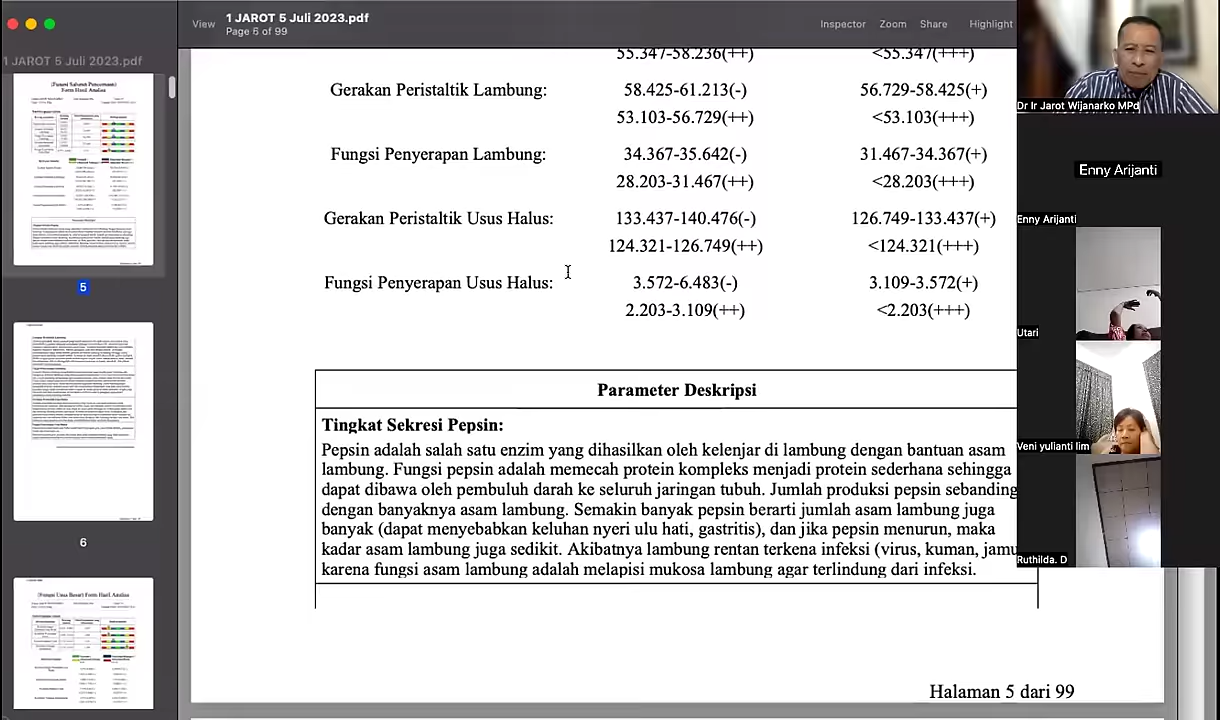 1 JAROT 5 Juli 2023.pdf
Page 6 of 99
View
Inspector
Zoom
Share
Highlight
1 JAROT 5 Juli 2023.pdf
5
6
55.347-58.236(++) <55.347(+++)
Gerakan Peristaltik Lambung: 58.425-61.213(-) 56.729-58.425(+)
53.103-56.729(++) <53.103(+++)
Fungsi Penyerapan Lambung: 34.367-35.642(-) 31.467-34.367(+)
28.203-31.467(++) <28.203(+++)
Gerakan Peristaltik Usus Halus: 133.437-140.476(-) 126.749-133.437(+)
124.321-126.749(++) <124.321(+++)
Fungsi Penyerapan Usus Halus: 3.572-6.483(-) 3.109-3.572(+)
2.203-3.109(++) <2.203(+++)
Parameter Deskripsi
Tingkat Sekresi Pepsin:
Pepsin adalah salah satu enzim yang dihasilkan oleh kelenjar di lambung dengan bantuan asam
lambung. Fungsi pepsin adalah memecah protein kompleks menjadi protein sederhana sehingga
dapat dibawa oleh pembuluh darah ke seluruh jaringan tubuh. Jumlah produksi pepsin sebanding
dengan banyaknya asam lambung. Semakin banyak pepsin berarti jumlah asam lambung juga
banyak (dapat menyebabkan keluhan nyeri ulu hati, gastritis), dan jika pepsin menurun, maka
kadar asam lambung juga sedikit. Akibatnya lambung rentan terkena infeksi (virus, kuman, jamu
karena fungsi asam lambung adalah melapisi mukosa lambung agar terlindung dari infeksi.
Halaman 5 dari 99
Dr Ir Jarot Wijanarko MPd
Enny Arijanti
Enny Arijanti
Utari
Veni yulianti lim
Ruthilda. D